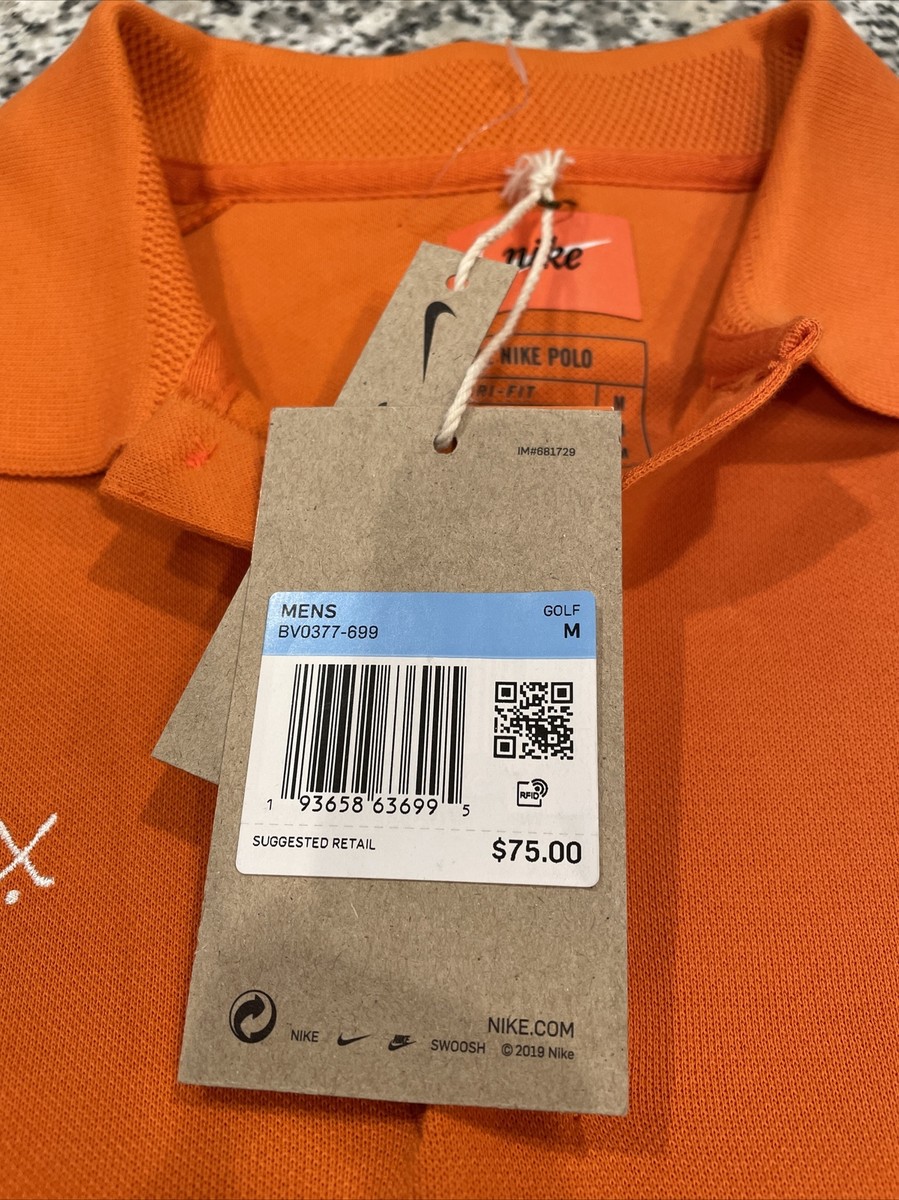 nike
NIKE POLO
RI-FIT
M
IM#681729
MENS
GOLF
BV0377-699
M
1 93658 63699 5
RFID
SUGGESTED RETAIL
$75.00
NIKE.COM
NIKE
SWOOSH
© 2019 Nike